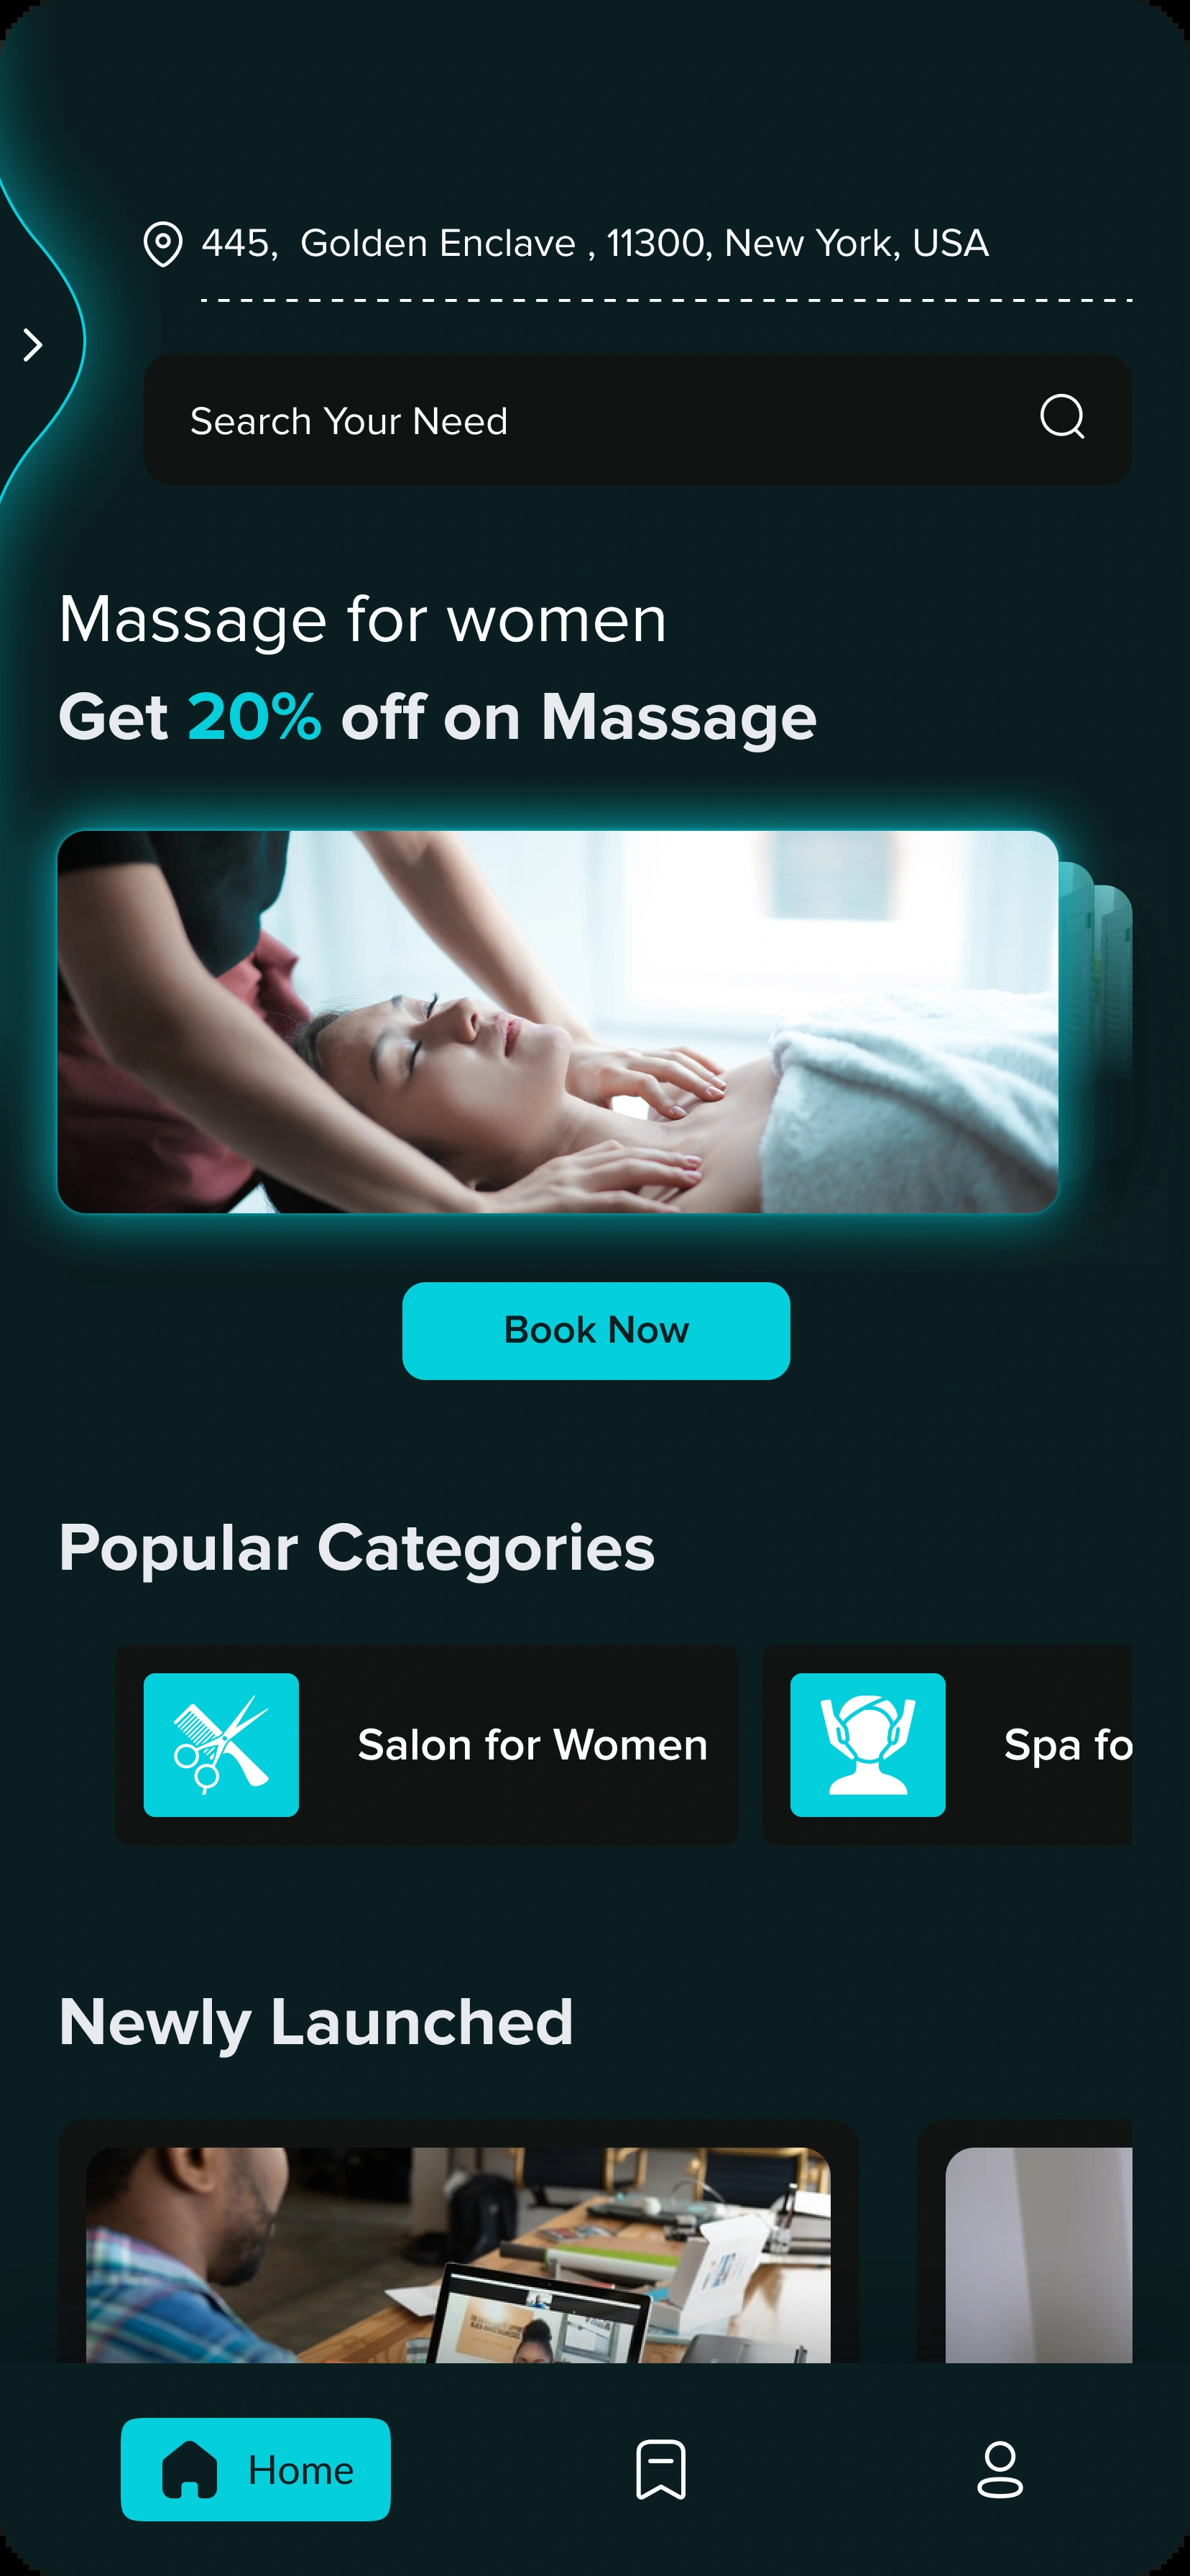 445,  Golden Enclave , 11300, New York, USA
Search Your Need
Massage for women
Get 20% off on Massage
Book Now
Popular Categories
Salon for Women
Spa fo
Newly Launched
Home